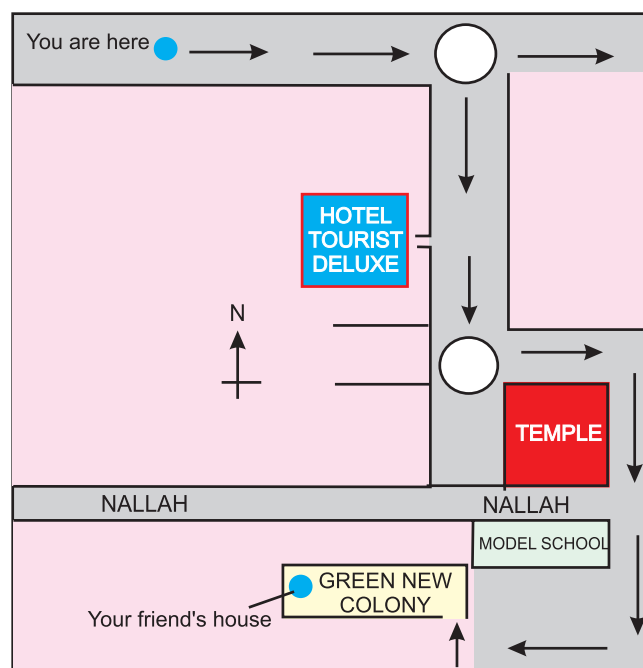 You are here
HOTEL
TOURIST
DELUXE
N
TEMPLE
NALLAH
NALLAH
MODEL SCHOOL
GREEN NEW
COLONY
Your friend's house